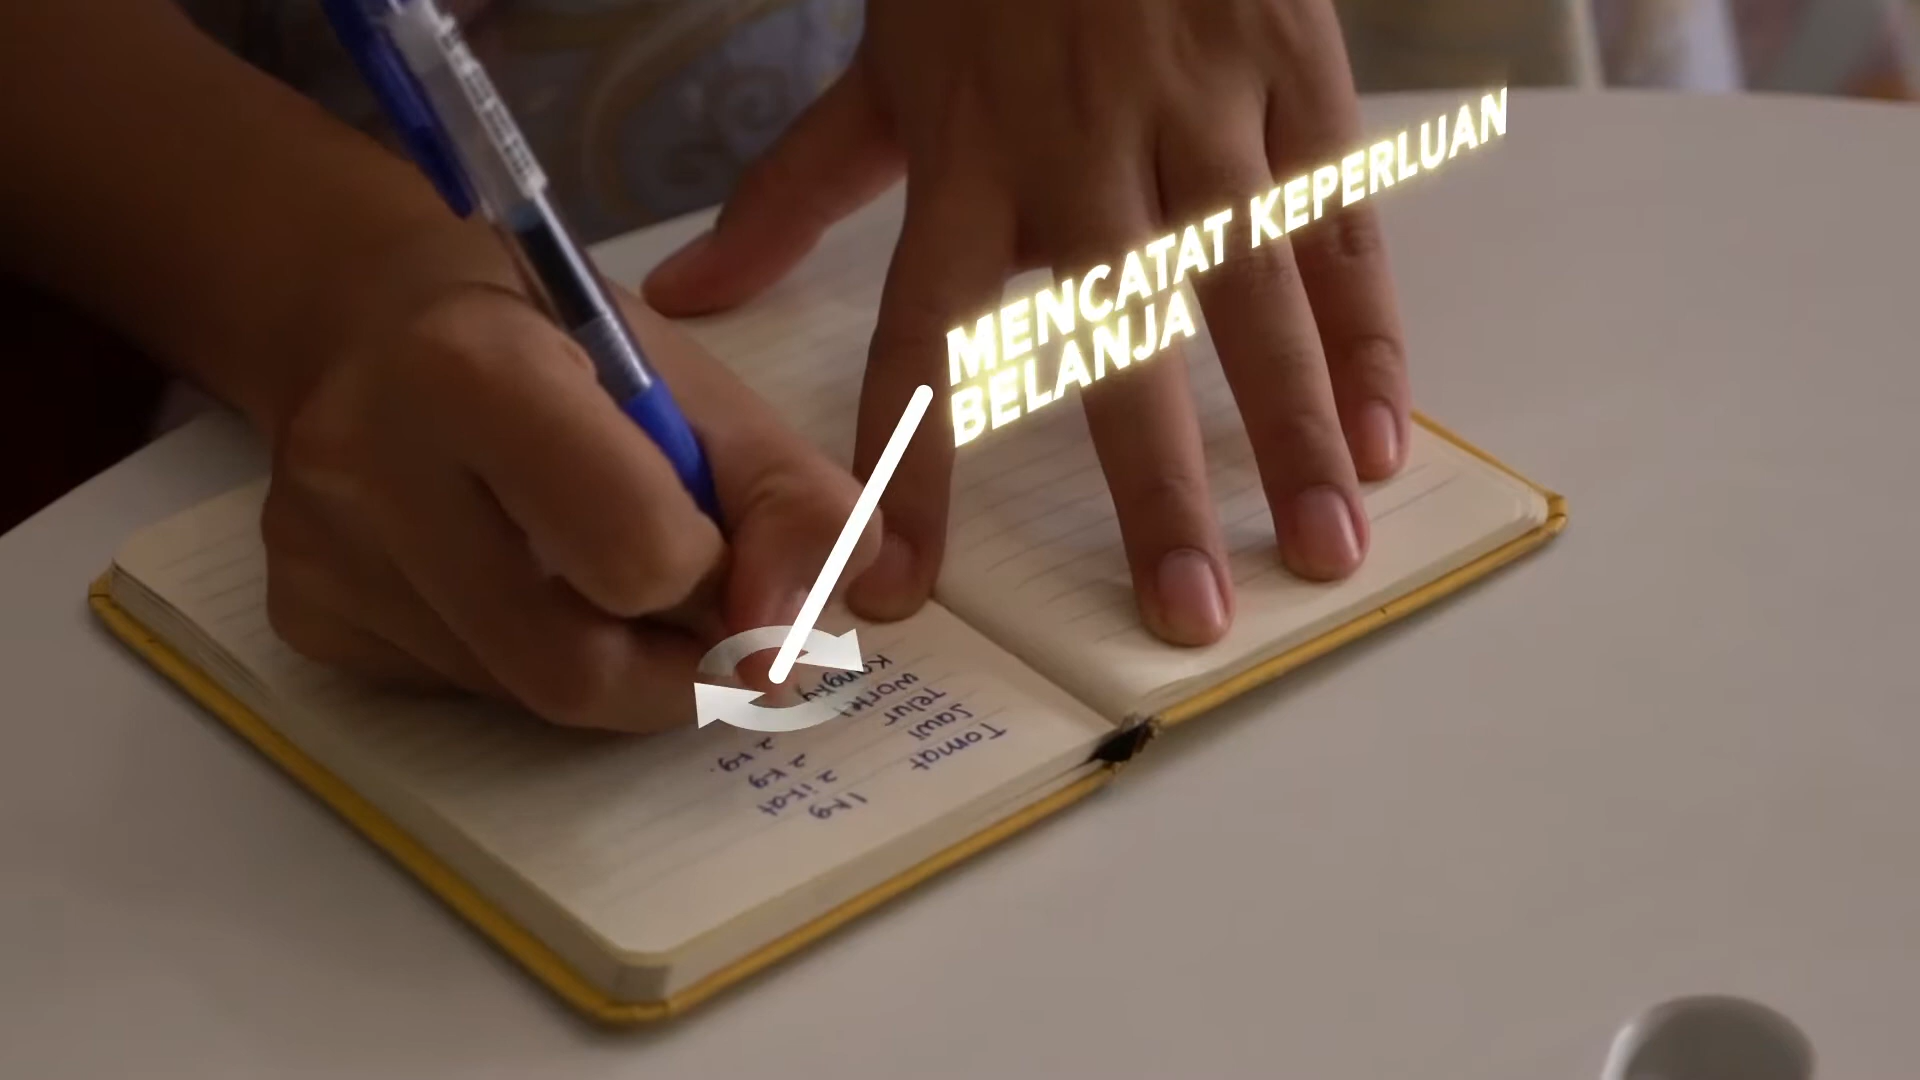 MENCATAT KEPERLUAN
BELANJA
Tomat 1 kg
Sawi 2 ikat
Telur 2 kg
Wortel 2 kg.